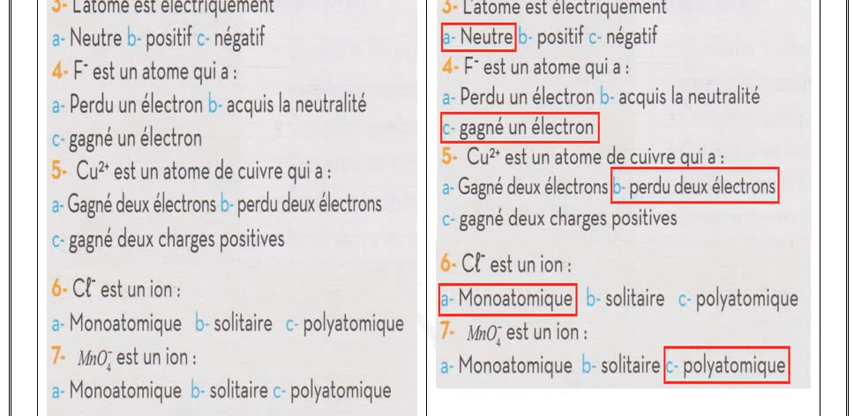 3- L'atome est électriquement
a- Neutre b- positif c- négatif
4- F⁻ est un atome qui a :
a- Perdu un électron b- acquis la neutralité
c- gagné un électron
5- Cu²⁺ est un atome de cuivre qui a :
a- Gagné deux électrons b- perdu deux électrons
c- gagné deux charges positives
6- Cℓ⁻ est un ion :
a- Monoatomique b- solitaire c- polyatomique
7- MnO₄⁻ est un ion :
a- Monoatomique b- solitaire c- polyatomique
3- L'atome est électriquement
a- Neutre b- positif c- négatif
4- F⁻ est un atome qui a :
a- Perdu un électron b- acquis la neutralité
c- gagné un électron
5- Cu²⁺ est un atome de cuivre qui a :
a- Gagné deux électrons b- perdu deux électrons
c- gagné deux charges positives
6- Cℓ⁻ est un ion :
a- Monoatomique b- solitaire c- polyatomique
7- MnO₄⁻ est un ion :
a- Monoatomique b- solitaire c- polyatomique